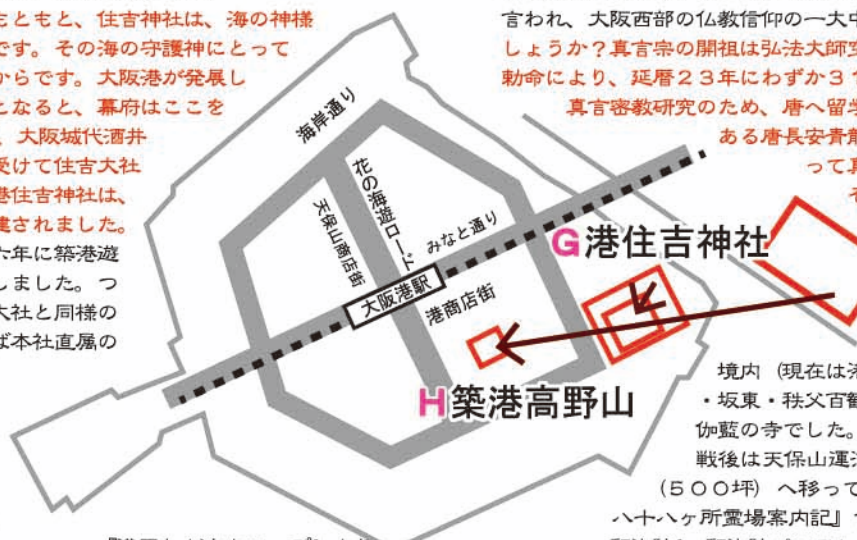 もともと、住吉神社は、海の神様
です。その海の守護神にとって
からです。大阪港が発展し
となると、幕府はここを
、大阪城代酒井
受けて住吉大社
港住吉神社は、
建されました。
た年に築港遊
しました。つ
大社と同様の
ば本社直属の
言われ、大阪西部の仏教信仰の一大中
しょうか？真言宗の開祖は弘法大師空
勅命により、延暦２３年にわずか３１
真言密教研究のため、唐へ留学
ある唐長安青龍
って真
そ
海岸通り
花の海遊ロード
天保山商店街
みなと通り
大阪港駅
港商店街
G港住吉神社
H築港高野山
境内（現在は港
・坂東・秩父百観
伽藍の寺でした。
戦後は天保山運河
（５００坪）へ移って
八十八ヶ所霊場案内記』